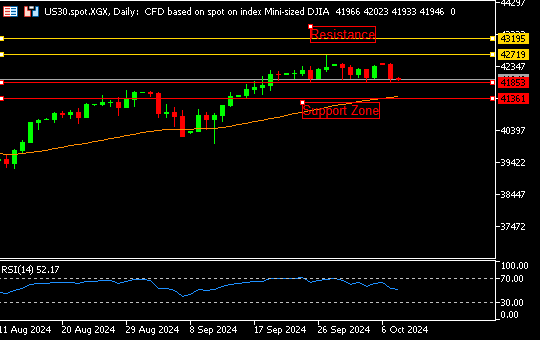 US30.spot.XGX, Daily: CFD based on spot on index Mini-sized DJIA 41966 42023 41933 41946 0
44297
Resistance
43195
42719
42347
41853
41361
Support Zone
40397
39422
38447
37472
RSI(14) 52.17
100.00
70.00
30.00
0.00
11 Aug 2024 20 Aug 2024 29 Aug 2024 8 Sep 2024 17 Sep 2024 26 Sep 2024 6 Oct 2024